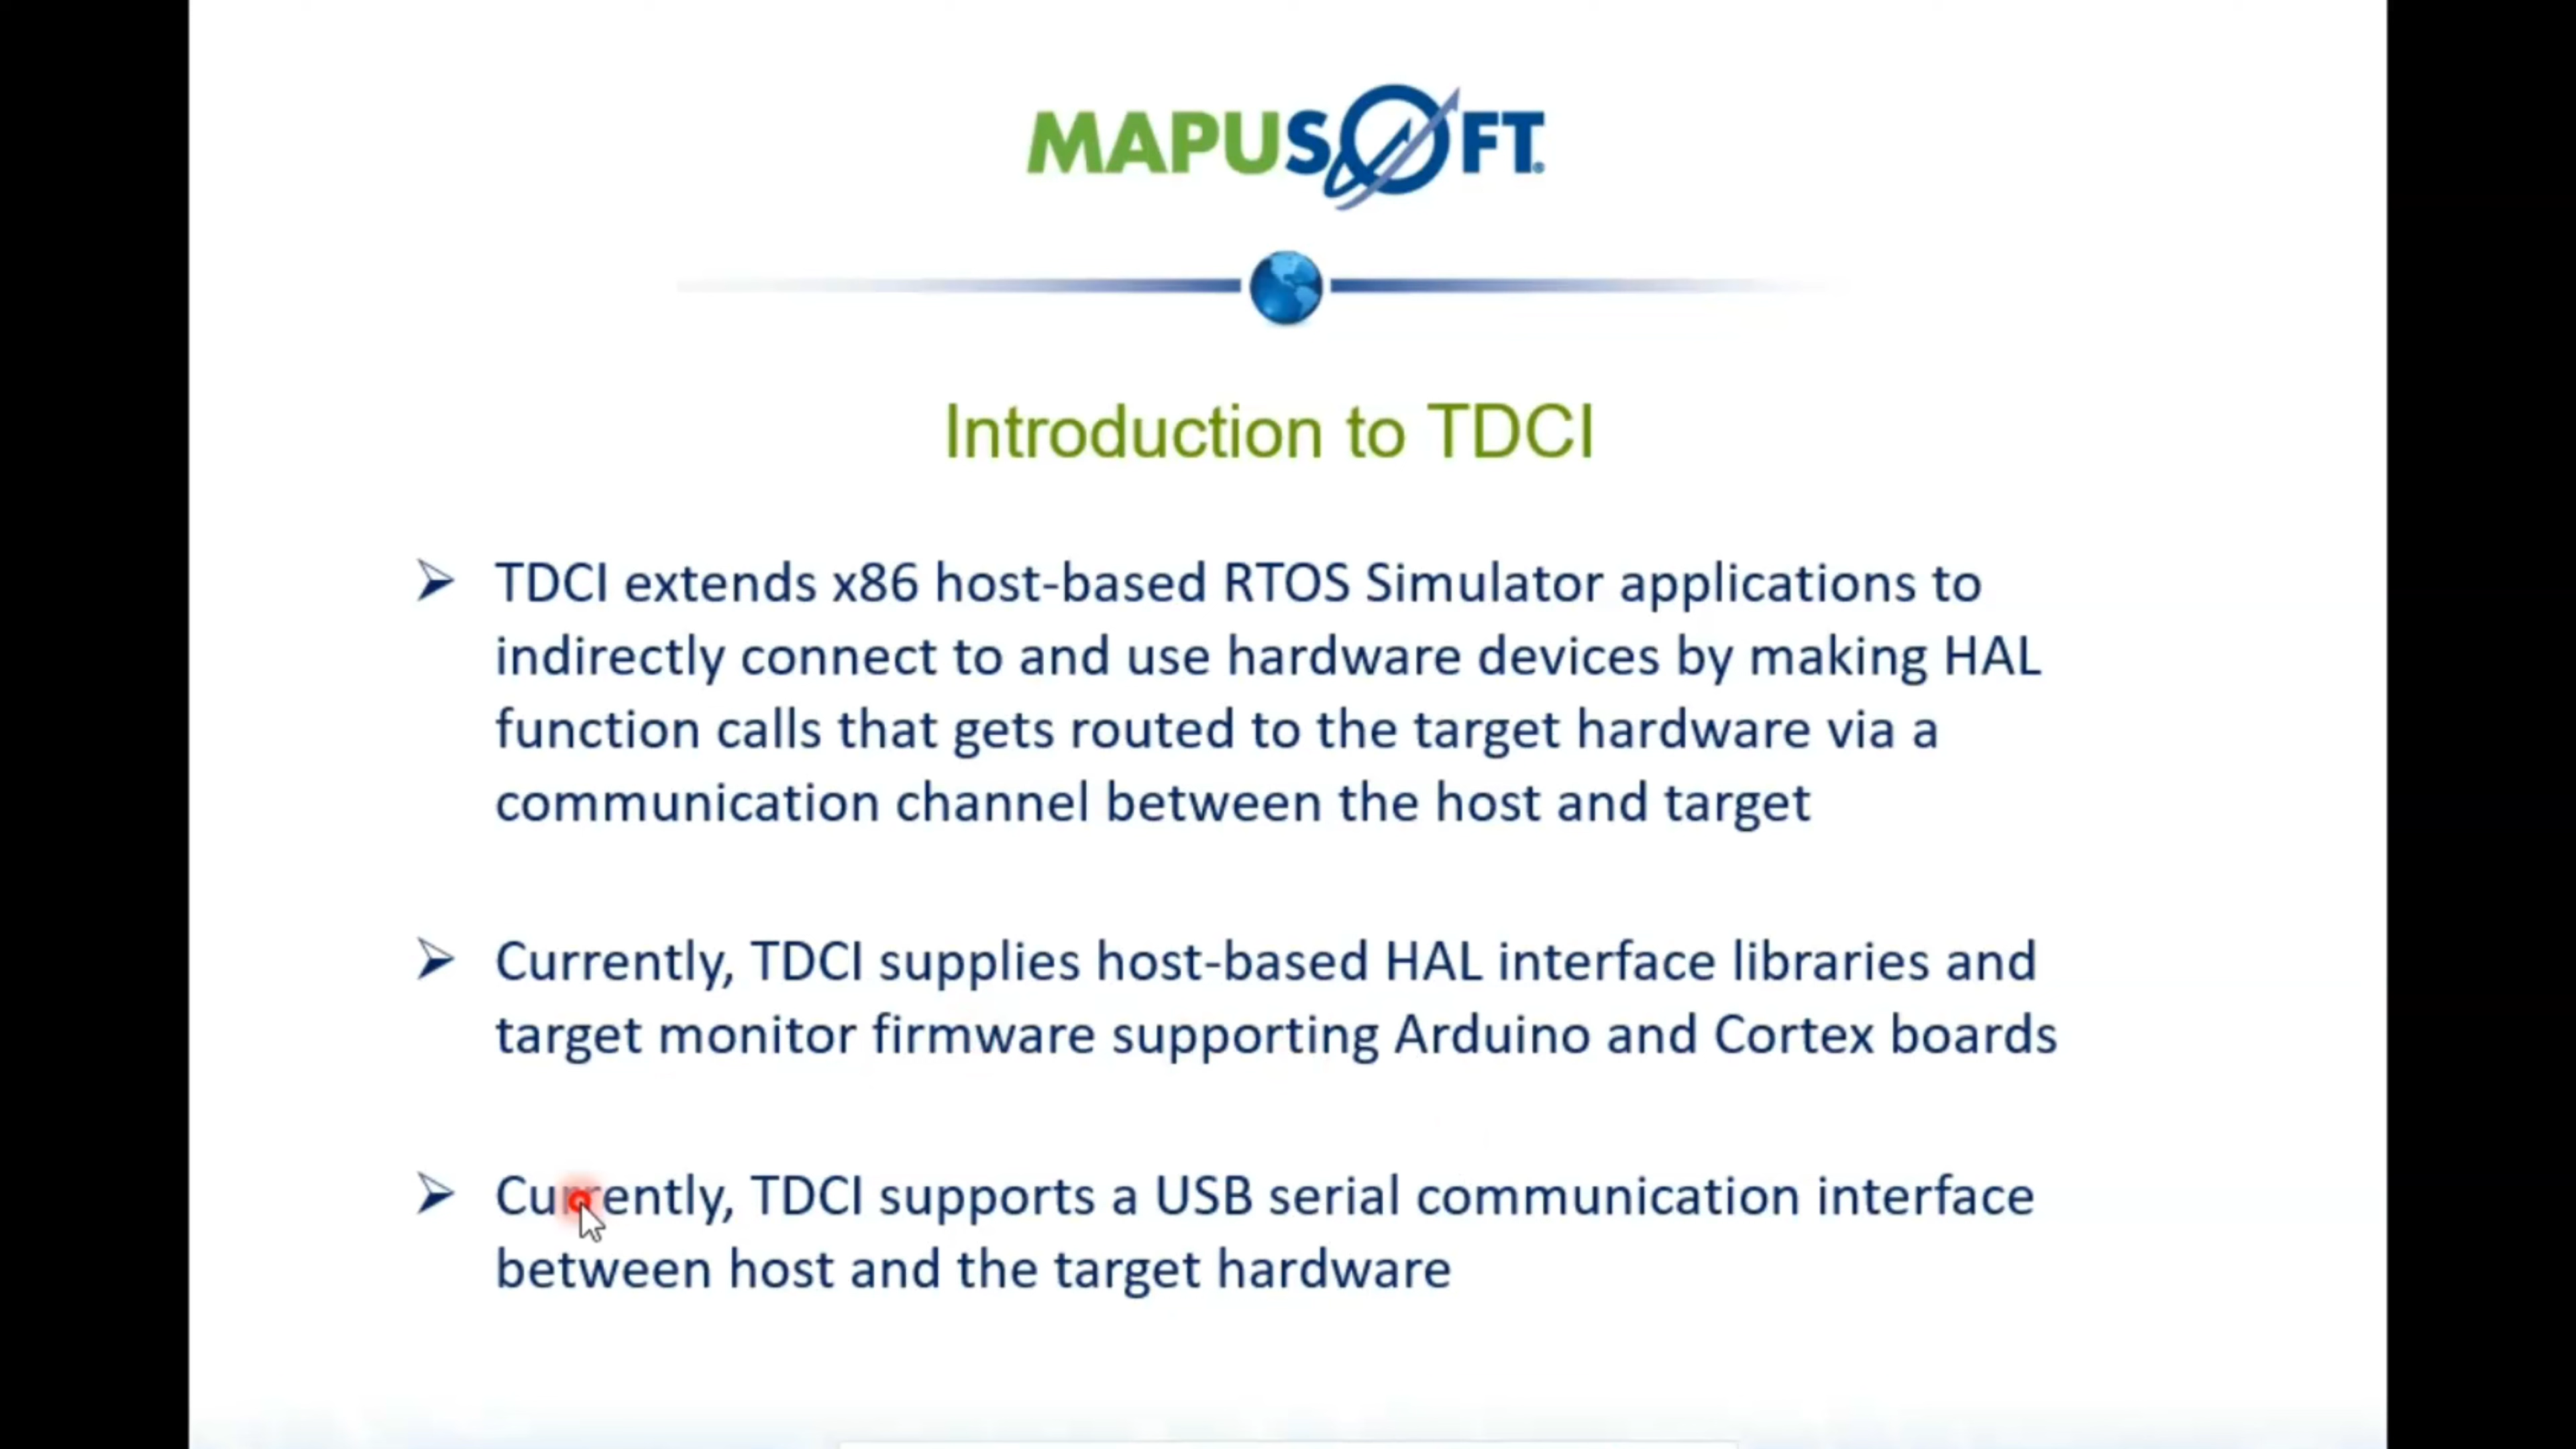 MAPUSOFT®
Introduction to TDCI
TDCI extends x86 host-based RTOS Simulator applications to
indirectly connect to and use hardware devices by making HAL
function calls that gets routed to the target hardware via a
communication channel between the host and target
Currently, TDCI supplies host-based HAL interface libraries and
target monitor firmware supporting Arduino and Cortex boards
Currently, TDCI supports a USB serial communication interface
between host and the target hardware